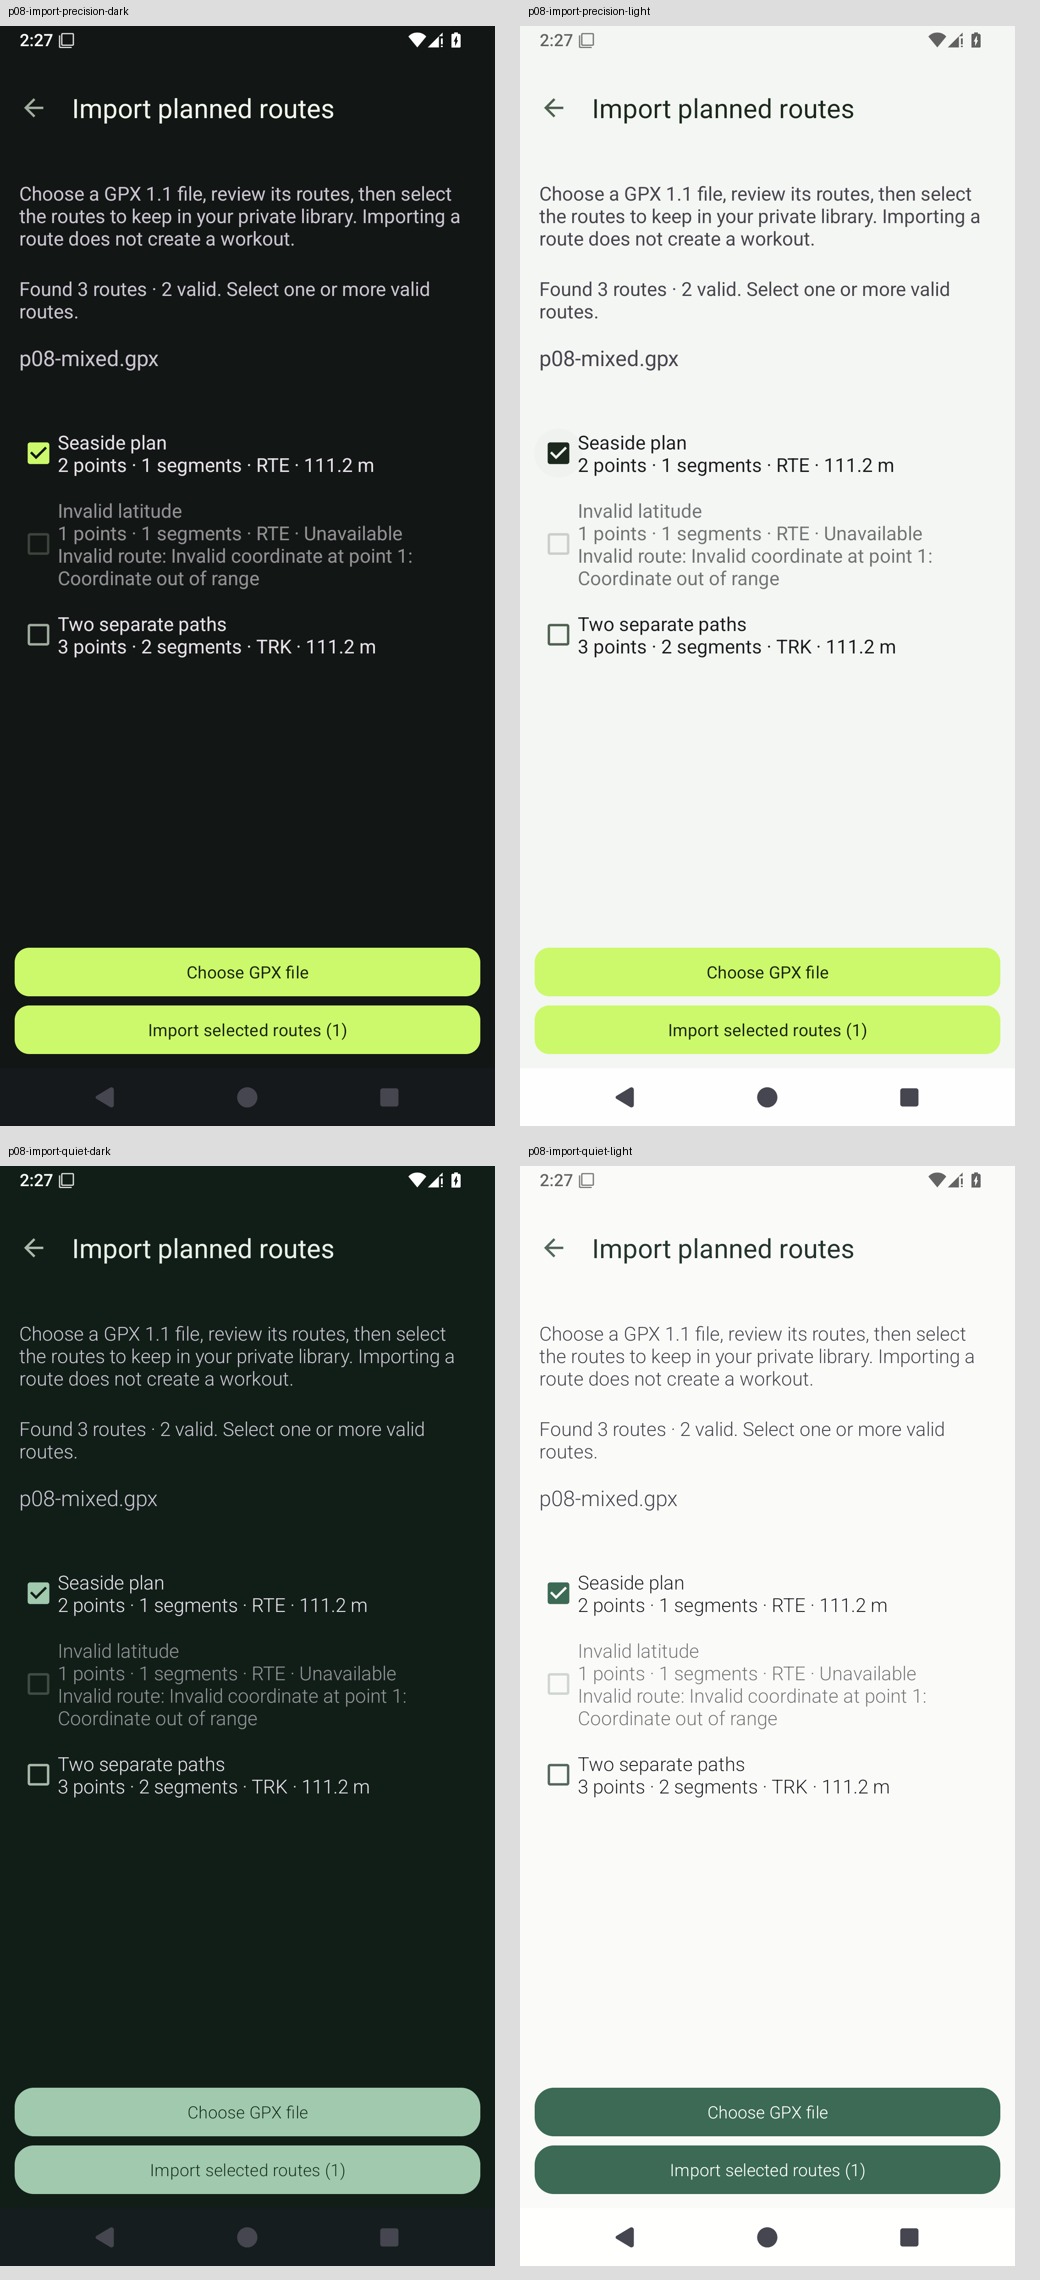 p08-import-precision-dark
2:27
Import planned routes
Choose a GPX 1.1 file, review its routes, then select
the routes to keep in your private library. Importing a
route does not create a workout.
Found 3 routes · 2 valid. Select one or more valid
routes.
p08-mixed.gpx
Seaside plan
2 points · 1 segments · RTE · 111.2 m
Invalid latitude
1 points · 1 segments · RTE · Unavailable
Invalid route: Invalid coordinate at point 1:
Coordinate out of range
Two separate paths
3 points · 2 segments · TRK · 111.2 m
Choose GPX file
Import selected routes (1)
p08-import-precision-light
2:27
Import planned routes
Choose a GPX 1.1 file, review its routes, then select
the routes to keep in your private library. Importing a
route does not create a workout.
Found 3 routes · 2 valid. Select one or more valid
routes.
p08-mixed.gpx
Seaside plan
2 points · 1 segments · RTE · 111.2 m
Invalid latitude
1 points · 1 segments · RTE · Unavailable
Invalid route: Invalid coordinate at point 1:
Coordinate out of range
Two separate paths
3 points · 2 segments · TRK · 111.2 m
Choose GPX file
Import selected routes (1)
p08-import-quiet-dark
2:27
Import planned routes
Choose a GPX 1.1 file, review its routes, then select
the routes to keep in your private library. Importing a
route does not create a workout.
Found 3 routes · 2 valid. Select one or more valid
routes.
p08-mixed.gpx
Seaside plan
2 points · 1 segments · RTE · 111.2 m
Invalid latitude
1 points · 1 segments · RTE · Unavailable
Invalid route: Invalid coordinate at point 1:
Coordinate out of range
Two separate paths
3 points · 2 segments · TRK · 111.2 m
Choose GPX file
Import selected routes (1)
p08-import-quiet-light
2:27
Import planned routes
Choose a GPX 1.1 file, review its routes, then select
the routes to keep in your private library. Importing a
route does not create a workout.
Found 3 routes · 2 valid. Select one or more valid
routes.
p08-mixed.gpx
Seaside plan
2 points · 1 segments · RTE · 111.2 m
Invalid latitude
1 points · 1 segments · RTE · Unavailable
Invalid route: Invalid coordinate at point 1:
Coordinate out of range
Two separate paths
3 points · 2 segments · TRK · 111.2 m
Choose GPX file
Import selected routes (1)